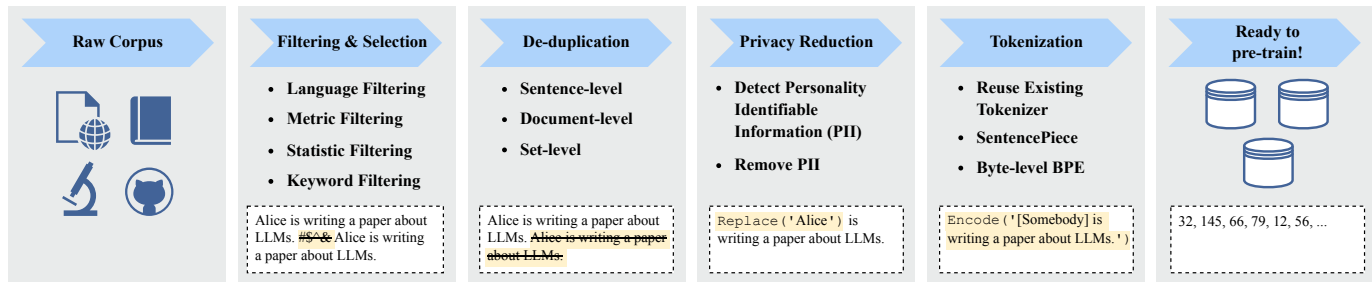 Raw Corpus
Filtering & Selection
• Language Filtering
• Metric Filtering
• Statistic Filtering
• Keyword Filtering
Alice is writing a paper about
LLMs. #$^& Alice is writing
a paper about LLMs.
De-duplication
• Sentence-level
• Document-level
• Set-level
Alice is writing a paper about
LLMs. Alice is writing a paper
about LLMs.
Privacy Reduction
• Detect Personality
Identifiable
Information (PII)
• Remove PII
Replace('Alice') is
writing a paper about LLMs.
Tokenization
• Reuse Existing
Tokenizer
• SentencePiece
• Byte-level BPE
Encode('[Somebody] is
writing a paper about LLMs.')
Ready to
pre-train!
32, 145, 66, 79, 12, 56, ...